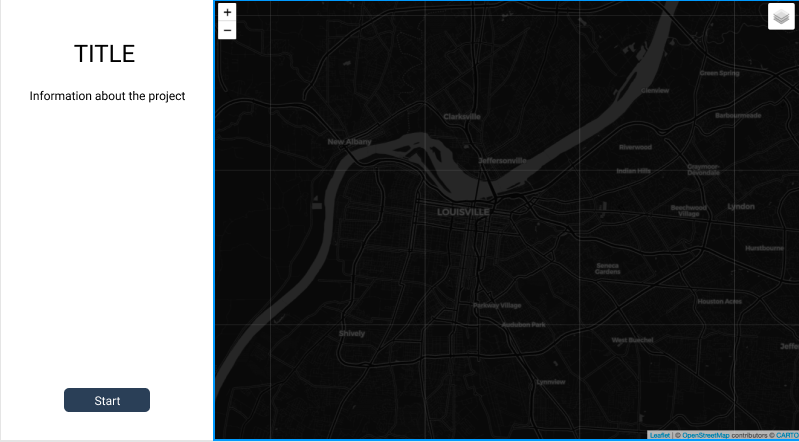 TITLE
Information about the project
Start
+
−
Green Spring
Glenview
Barbourmeade
Clarksville
New Albany
Riverwood
Jeffersonville
Indian Hills
Graymoor-
Devondale
LOUISVILLE
Beechwood
Village
Lyndon
Hurstbourne
Seneca
Gardens
Houston Acres
Parkway Village
Audubon Park
Shively
West Buechel
Jeffe
Lynnview
Leaflet | © OpenStreetMap contributors © CARTO